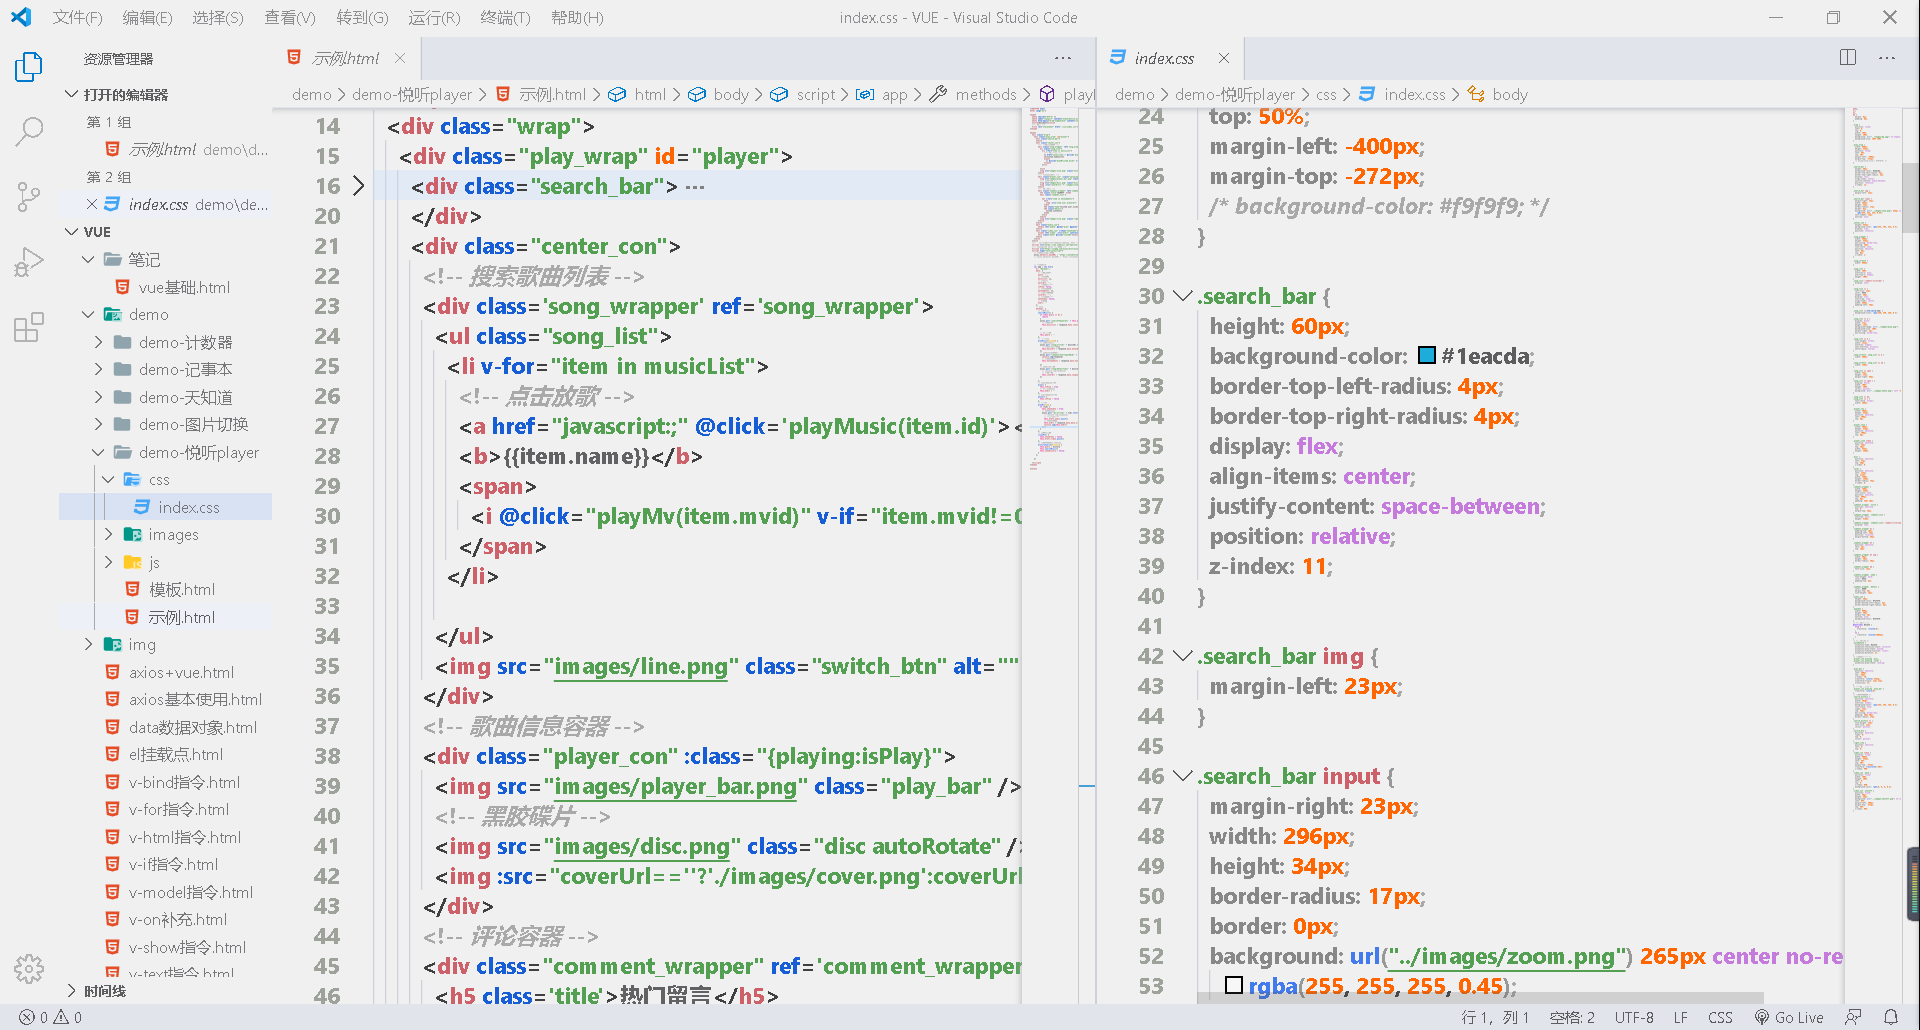 文件(F) 编辑(E) 选择(S) 查看(V) 转到(G) 运行(R) 终端(T) 帮助(H) index.css - VUE - Visual Studio Code
资源管理器
打开的编辑器
第 1 组
示例.html demo\d...
第 2 组
index.css demo\de...
VUE
笔记
vue基础.html
demo
demo-计数器
demo-记事本
demo-天知道
demo-图片切换
demo-悦听player
css
index.css
images
js
模板.html
示例.html
img
axios+vue.html
axios基本使用.html
data数据对象.html
el挂载点.html
v-bind指令.html
v-for指令.html
v-html指令.html
v-if指令.html
v-model指令.html
v-on补充.html
v-show指令.html
v-text指令.html
时间线
示例.html
demo > demo-悦听player > 示例.html > html > body > script > app > methods > playl
14 <div class="wrap">
15 <div class="play_wrap" id="player">
16 <div class="search_bar"> ···
20 </div>
21 <div class="center_con">
22 <!-- 搜索歌曲列表 -->
23 <div class='song_wrapper' ref='song_wrapper'>
24 <ul class="song_list">
25 <li v-for="item in musicList">
26 <!-- 点击放歌 -->
27 <a href="javascript:;" @click='playMusic(item.id)'><
28 <b>{{item.name}}</b>
29 <span>
30 <i @click="playMv(item.mvid)" v-if="item.mvid!=0
31 </span>
32 </li>
33
34 </ul>
35 <img src="images/line.png" class="switch_btn" alt=""
36 </div>
37 <!-- 歌曲信息容器 -->
38 <div class="player_con" :class="{playing:isPlay}">
39 <img src="images/player_bar.png" class="play_bar" />
40 <!-- 黑胶碟片 -->
41 <img src="images/disc.png" class="disc autoRotate" />
42 <img :src="coverUrl==''?'./images/cover.png':coverUrl
43 </div>
44 <!-- 评论容器 -->
45 <div class="comment_wrapper" ref='comment_wrapper
46 <h5 class='title'>热门留言</h5>
index.css
demo > demo-悦听player > css > index.css > body
24 top: 50%;
25 margin-left: -400px;
26 margin-top: -272px;
27 /* background-color: #f9f9f9; */
28 }
29
30 .search_bar {
31 height: 60px;
32 background-color: #1eacda;
33 border-top-left-radius: 4px;
34 border-top-right-radius: 4px;
35 display: flex;
36 align-items: center;
37 justify-content: space-between;
38 position: relative;
39 z-index: 11;
40 }
41
42 .search_bar img {
43 margin-left: 23px;
44 }
45
46 .search_bar input {
47 margin-right: 23px;
48 width: 296px;
49 height: 34px;
50 border-radius: 17px;
51 border: 0px;
52 background: url("../images/zoom.png") 265px center no-re
53 rgba(255, 255, 255, 0.45);
0 0 行 1，列 1 空格: 2 UTF-8 LF CSS Go Live